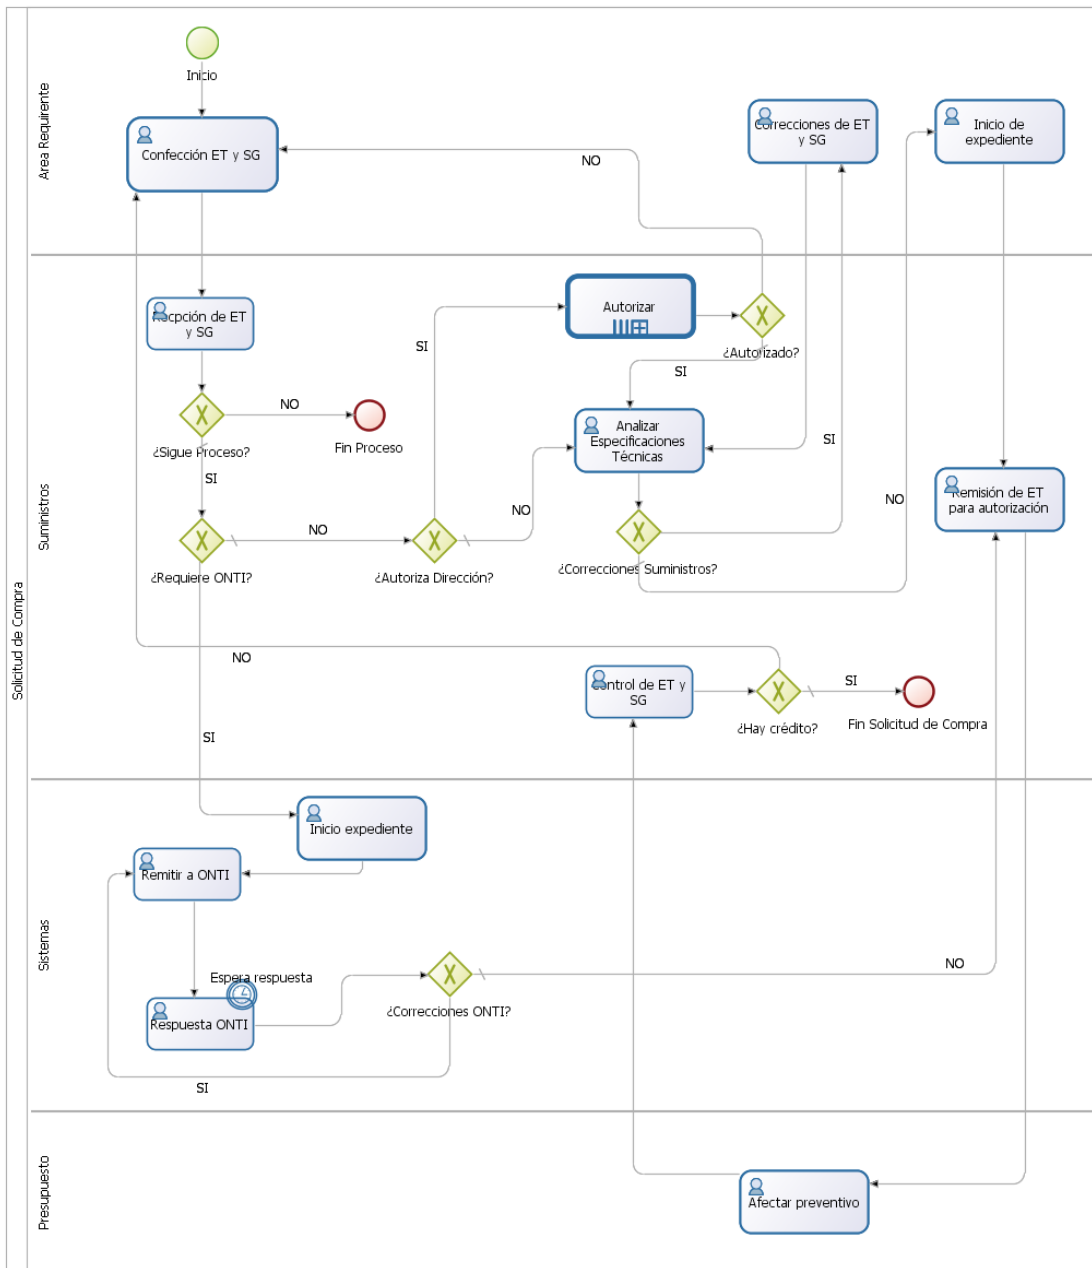 Solicitud de Compra
Area Requirente
Inicio
Confección ET y SG
NO
Correcciones de ET
y SG
Inicio de
expediente
Suministros
Recpción de ET
y SG
¿Sigue Proceso?
NO
Fin Proceso
SI
¿Requiere ONTI?
NO
¿Autoriza Dirección?
SI
NO
Autorizar
¿Autorizado?
SI
Analizar
Especificaciones
Técnicas
¿Correcciones Suministros?
SI
NO
Remisión de ET
para autorización
NO
Control de ET y
SG
¿Hay crédito?
SI
Fin Solicitud de Compra
SI
Sistemas
Inicio expediente
Remitir a ONTI
Espera respuesta
Respuesta ONTI
¿Correcciones ONTI?
NO
SI
Presupuesto
Afectar preventivo